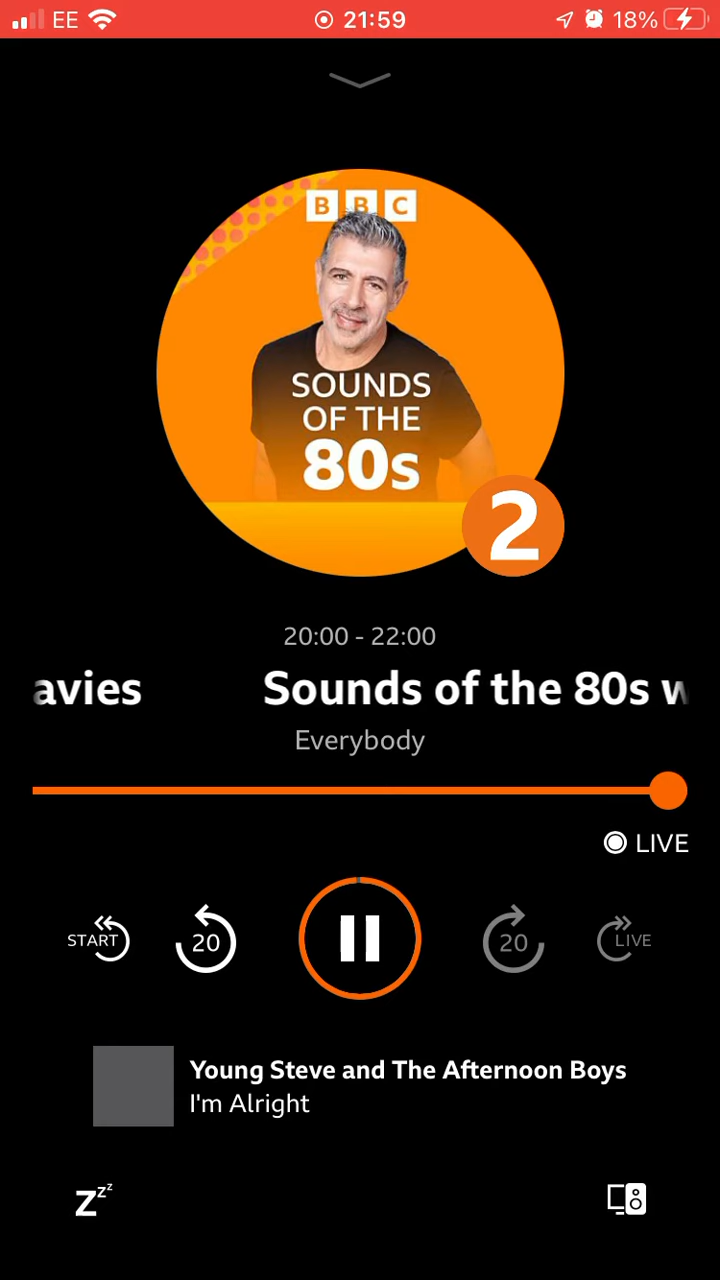 EE 21:59 18%
BBC
SOUNDS
OF THE
80s
2
20:00 - 22:00
avies Sounds of the 80s w
Everybody
LIVE
START 20 20 LIVE
Young Steve and The Afternoon Boys
I'm Alright
Zzz